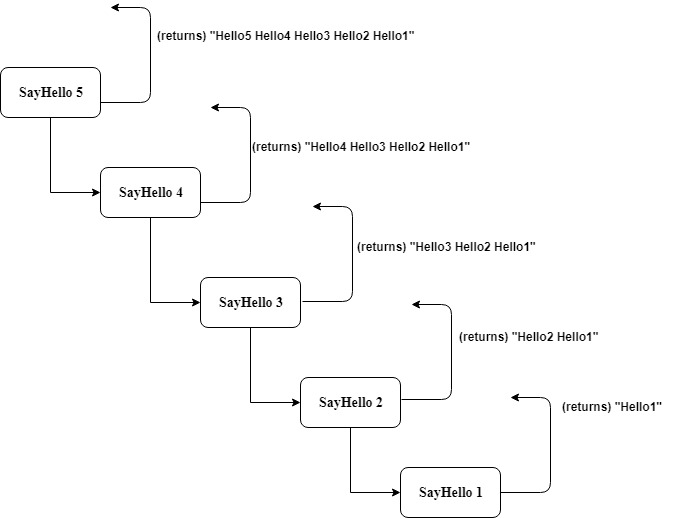 (returns) "Hello5 Hello4 Hello3 Hello2 Hello1"
SayHello 5
(returns) "Hello4 Hello3 Hello2 Hello1"
SayHello 4
(returns) "Hello3 Hello2 Hello1"
SayHello 3
(returns) "Hello2 Hello1"
SayHello 2
(returns) "Hello1"
SayHello 1